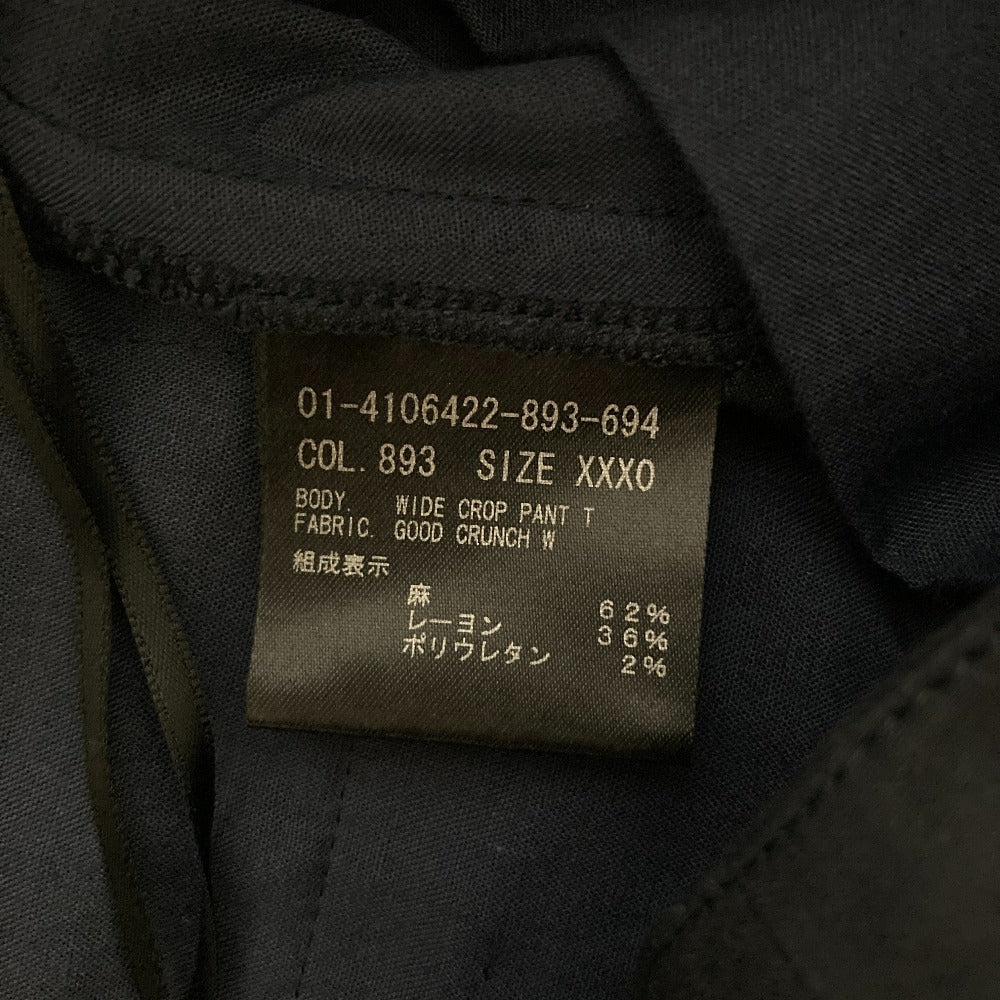 01-4106422-893-694
COL. 893 SIZE XXX0
BODY. WIDE CROP PANT T
FABRIC. GOOD CRUNCH W
組成表示
麻 62%
レーヨン 36%
ポリウレタン 2%